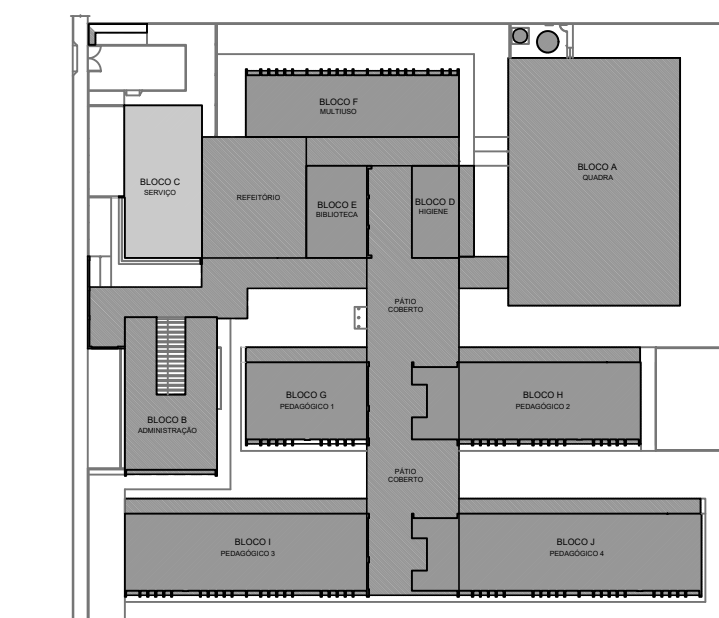 BLOCO F
MULTIUSO
BLOCO A
QUADRA
BLOCO C
SERVIÇO
REFEITÓRIO
BLOCO E
BIBLIOTECA
BLOCO D
HIGIENE
PÁTIO
COBERTO
BLOCO G
PEDAGÓGICO 1
BLOCO H
PEDAGÓGICO 2
BLOCO B
ADMINISTRAÇÃO
PÁTIO
COBERTO
BLOCO I
PEDAGÓGICO 3
BLOCO J
PEDAGÓGICO 4